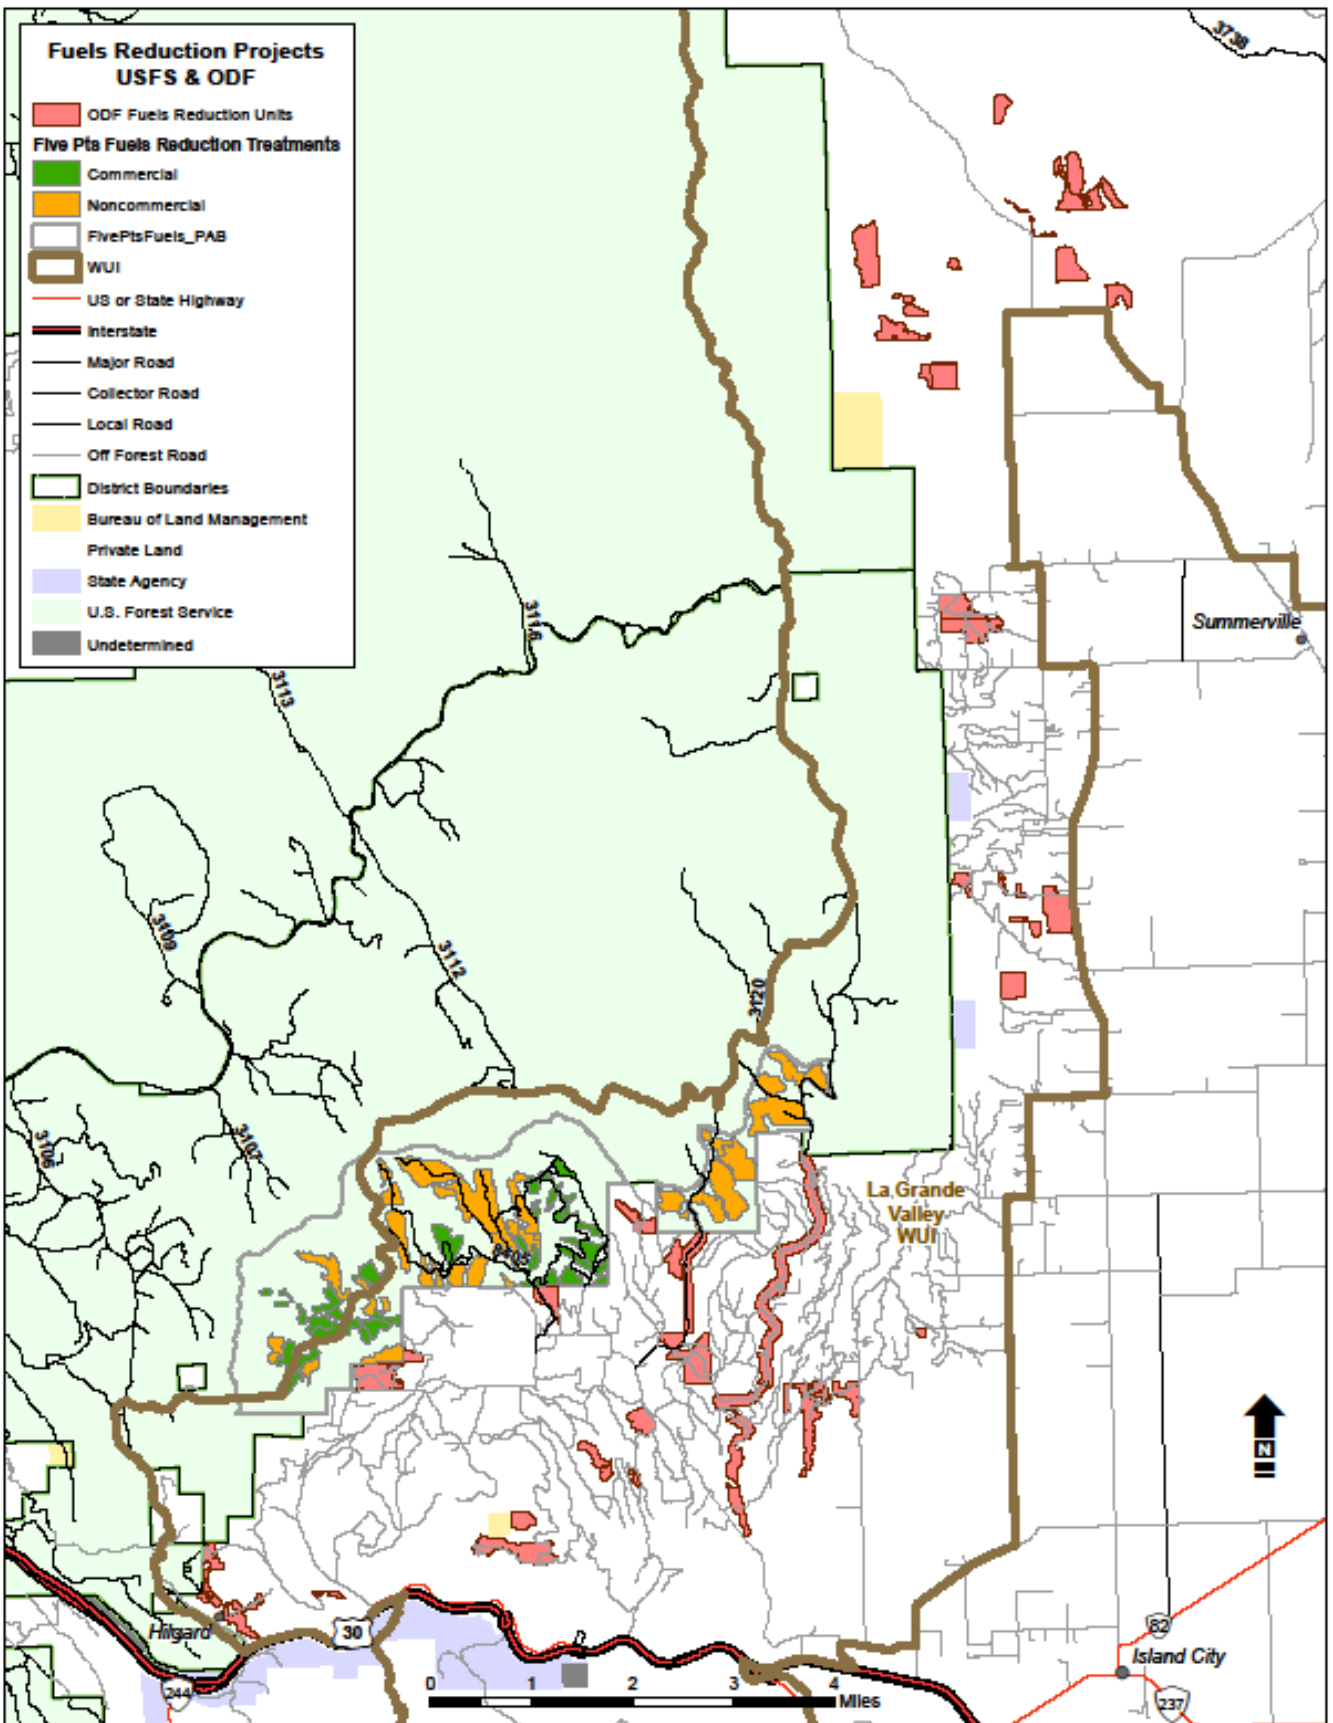 Fuels Reduction Projects
USFS & ODF
ODF Fuels Reduction Units
Five Pts Fuels Reduction Treatments
Commercial
Noncommercial
FivePtsFuels_PAB
WUI
US or State Highway
Interstate
Major Road
Collector Road
Local Road
Off Forest Road
District Boundaries
Bureau of Land Management
Private Land
State Agency
U.S. Forest Service
Undetermined
3738
3116
Summerville
3113
3109
3112
3120
3106
3107
La Grande
Valley
WUI
N
Hilgard
30
82
Island City
244
237
0 1 2 3 4
Miles